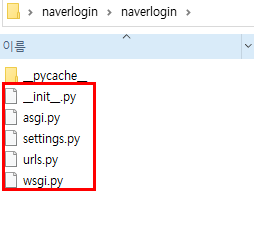 naverlogin > naverlogin >
이름
__pycache__
__init__.py
asgi.py
settings.py
urls.py
wsgi.py